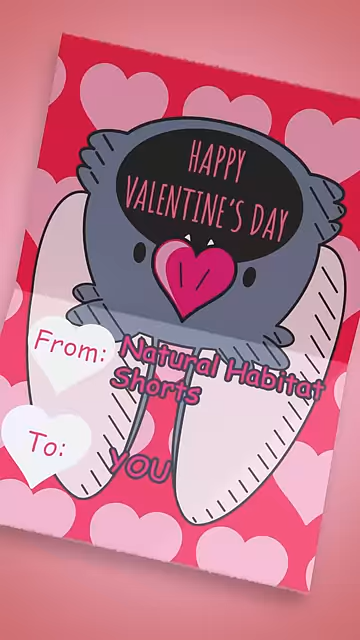 HAPPY
VALENTINE'S DAY
From: Natural Habitat
Shorts
To: YOU